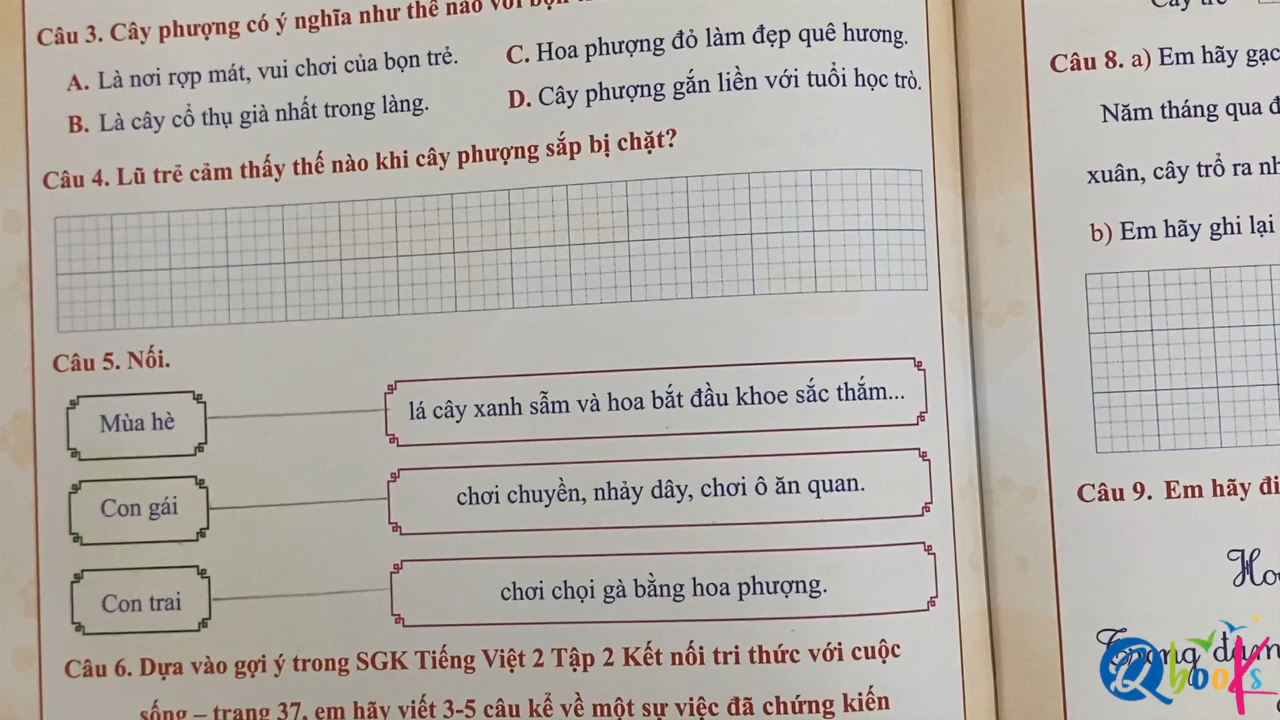 Câu 3. Cây phượng có ý nghĩa như thế nào với
A. Là nơi rợp mát, vui chơi của bọn trẻ.
C. Hoa phượng đỏ làm đẹp quê hương.
B. Là cây cổ thụ già nhất trong làng.
D. Cây phượng gắn liền với tuổi học trò.
Câu 4. Lũ trẻ cảm thấy thế nào khi cây phượng sắp bị chặt?
Câu 5. Nối.
Mùa hè
lá cây xanh sẫm và hoa bắt đầu khoe sắc thắm...
Con gái
chơi chuyền, nhảy dây, chơi ô ăn quan.
Con trai
chơi chọi gà bằng hoa phượng.
Câu 6. Dựa vào gợi ý trong SGK Tiếng Việt 2 Tập 2 Kết nối tri thức với cuộc
sống – trang 37, em hãy viết 3-5 câu kể về một sự việc đã chứng kiến
Câu 8. a) Em hãy gạc
Năm tháng qua đ
xuân, cây trổ ra nh
b) Em hãy ghi lại
Câu 9. Em hãy đi
Ho
Trong đầm
Qbooks